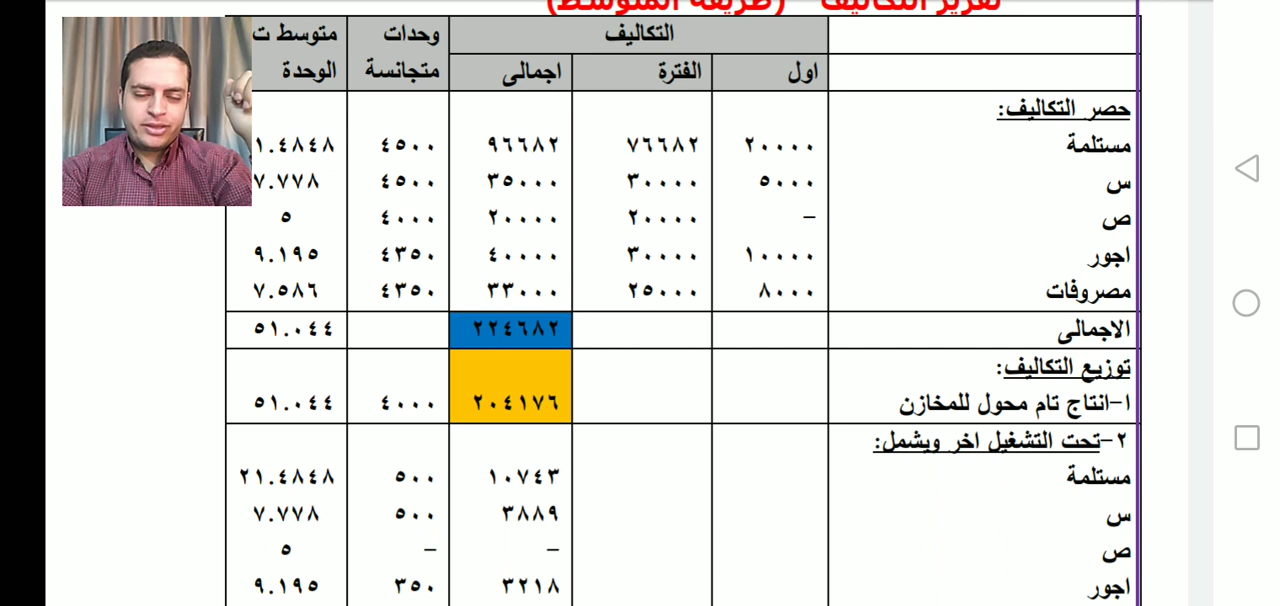 تقرير التكاليف (طريقة المتوسط)
التكاليف وحدات متوسط ت
اول الفترة اجمالى متجانسة الوحدة
حصر التكاليف:
مستلمة ٢٠٠٠٠ ٧٦٦٨٢ ٩٦٦٨٢ ٤٥٠٠ ١.٤٨٤٨
س ٥٠٠٠ ٣٠٠٠٠ ٣٥٠٠٠ ٤٥٠٠ ٧.٧٧٨
ص – ٢٠٠٠٠ ٢٠٠٠٠ ٤٠٠٠ ٥
اجور ١٠٠٠٠ ٣٠٠٠٠ ٤٠٠٠٠ ٤٣٥٠ ٩.١٩٥
مصروفات ٨٠٠٠ ٢٥٠٠٠ ٣٣٠٠٠ ٤٣٥٠ ٧.٥٨٦
الاجمالى ٢٢٤٦٨٢ ٥١.٠٤٤
توزيع التكاليف:
١-انتاج تام محول للمخازن ٢٠٤١٧٦ ٤٠٠٠ ٥١.٠٤٤
٢-تحت التشغيل اخر ويشمل:
مستلمة ١٠٧٤٣ ٥٠٠ ٢١.٤٨٤٨
س ٣٨٨٩ ٥٠٠ ٧.٧٧٨
ص – – ٥
اجور ٣٢١٨ ٣٥٠ ٩.١٩٥